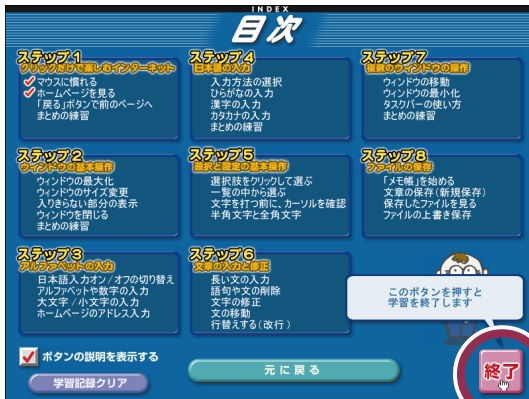 INDEX
目次
ステップ1
クリックだけで楽しむインターネット
マウスに慣れる
ホームページを見る
「戻る」ボタンで前のページへ
まとめの練習
ステップ2
ウィンドウの基本操作
ウィンドウの最大化
ウィンドウのサイズ変更
入りきらない部分の表示
ウィンドウを閉じる
まとめの練習
ステップ3
アルファベットの入力
日本語入力オン/オフの切り替え
アルファベットや数字の入力
大文字/小文字の入力
ホームページのアドレス入力
ステップ4
日本語の入力
入力方法の選択
ひらがなの入力
漢字の入力
カタカナの入力
まとめの練習
ステップ5
選択と設定の基本操作
選択肢をクリックして選ぶ
一覧の中から選ぶ
文字を打つ前に、カーソルを確認
半角文字と全角文字
ステップ6
文章の入力と修正
長い文の入力
語句や文の削除
文字の修正
文の移動
行替えする(改行)
ステップ7
複数のウィンドウの操作
ウィンドウの移動
ウィンドウの最小化
タスクバーの使い方
まとめの練習
ステップ8
ファイルの保存
「メモ帳」を始める
文章の保存(新規保存)
保存したファイルを見る
ファイルの上書き保存
このボタンを押すと
学習を終了します
ボタンの説明を表示する
学習記録クリア
元に戻る
終了